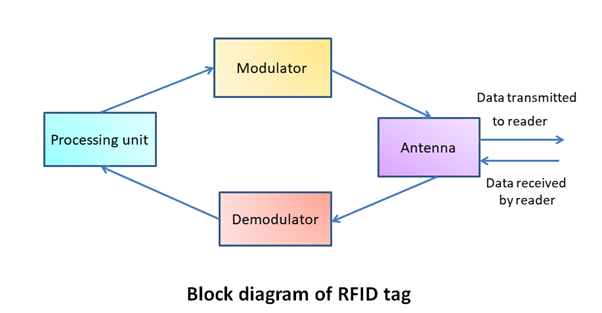 Modulator
Data transmitted
to reader
Processing unit
Antenna
Data received
by reader
Demodulator
Block diagram of RFID tag